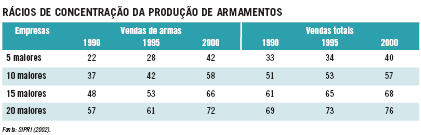 RÁCIOS DE CONCENTRAÇÃO DA PRODUÇÃO DE ARMAMENTOS
Empresas Vendas de armas Vendas totais
1990 1995 2000 1990 1995 2000
5 maiores 22 28 42 33 34 40
10 maiores 37 42 58 51 53 57
15 maiores 48 53 66 61 65 68
20 maiores 57 61 72 69 73 76
Fonte: SIPRI (2002).